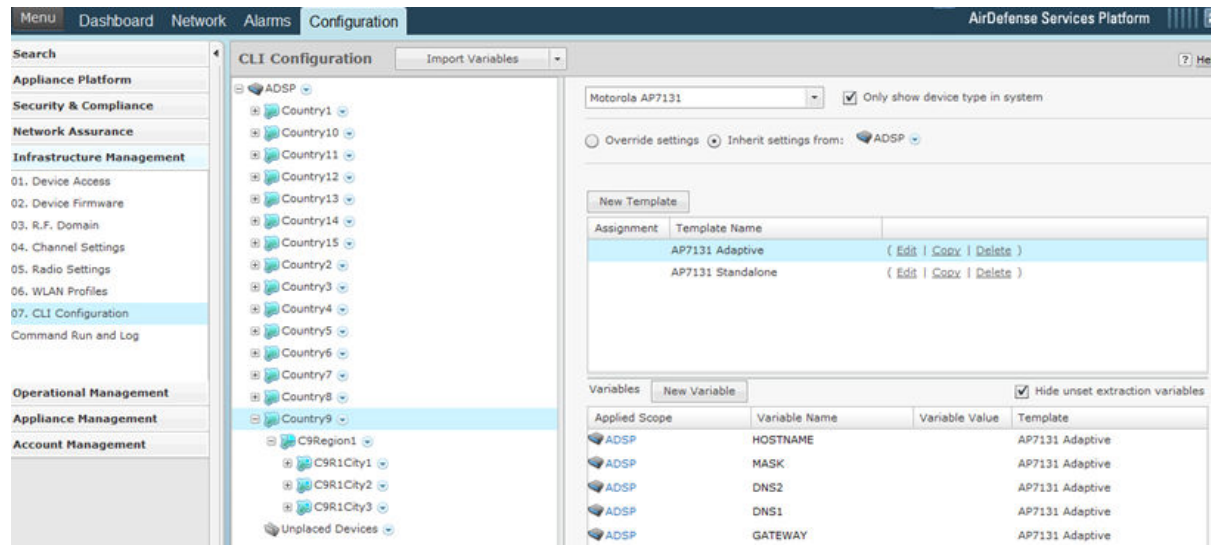 Menu Dashboard Network Alarms Configuration AirDefense Services Platform
Search
Appliance Platform
Security & Compliance
Network Assurance
Infrastructure Management
01. Device Access
02. Device Firmware
03. R.F. Domain
04. Channel Settings
05. Radio Settings
06. WLAN Profiles
07. CLI Configuration
Command Run and Log
Operational Management
Appliance Management
Account Management
CLI Configuration Import Variables ? He
ADSP
Country1
Country10
Country11
Country12
Country13
Country14
Country15
Country2
Country3
Country4
Country5
Country6
Country7
Country8
Country9
C9Region1
C9R1City1
C9R1City2
C9R1City3
Unplaced Devices
Motorola AP7131 Only show device type in system
Override settings Inherit settings from: ADSP
New Template
Assignment Template Name
AP7131 Adaptive ( Edit | Copy | Delete )
AP7131 Standalone ( Edit | Copy | Delete )
Variables New Variable Hide unset extraction variables
Applied Scope Variable Name Variable Value Template
ADSP HOSTNAME AP7131 Adaptive
ADSP MASK AP7131 Adaptive
ADSP DNS2 AP7131 Adaptive
ADSP DNS1 AP7131 Adaptive
ADSP GATEWAY AP7131 Adaptive